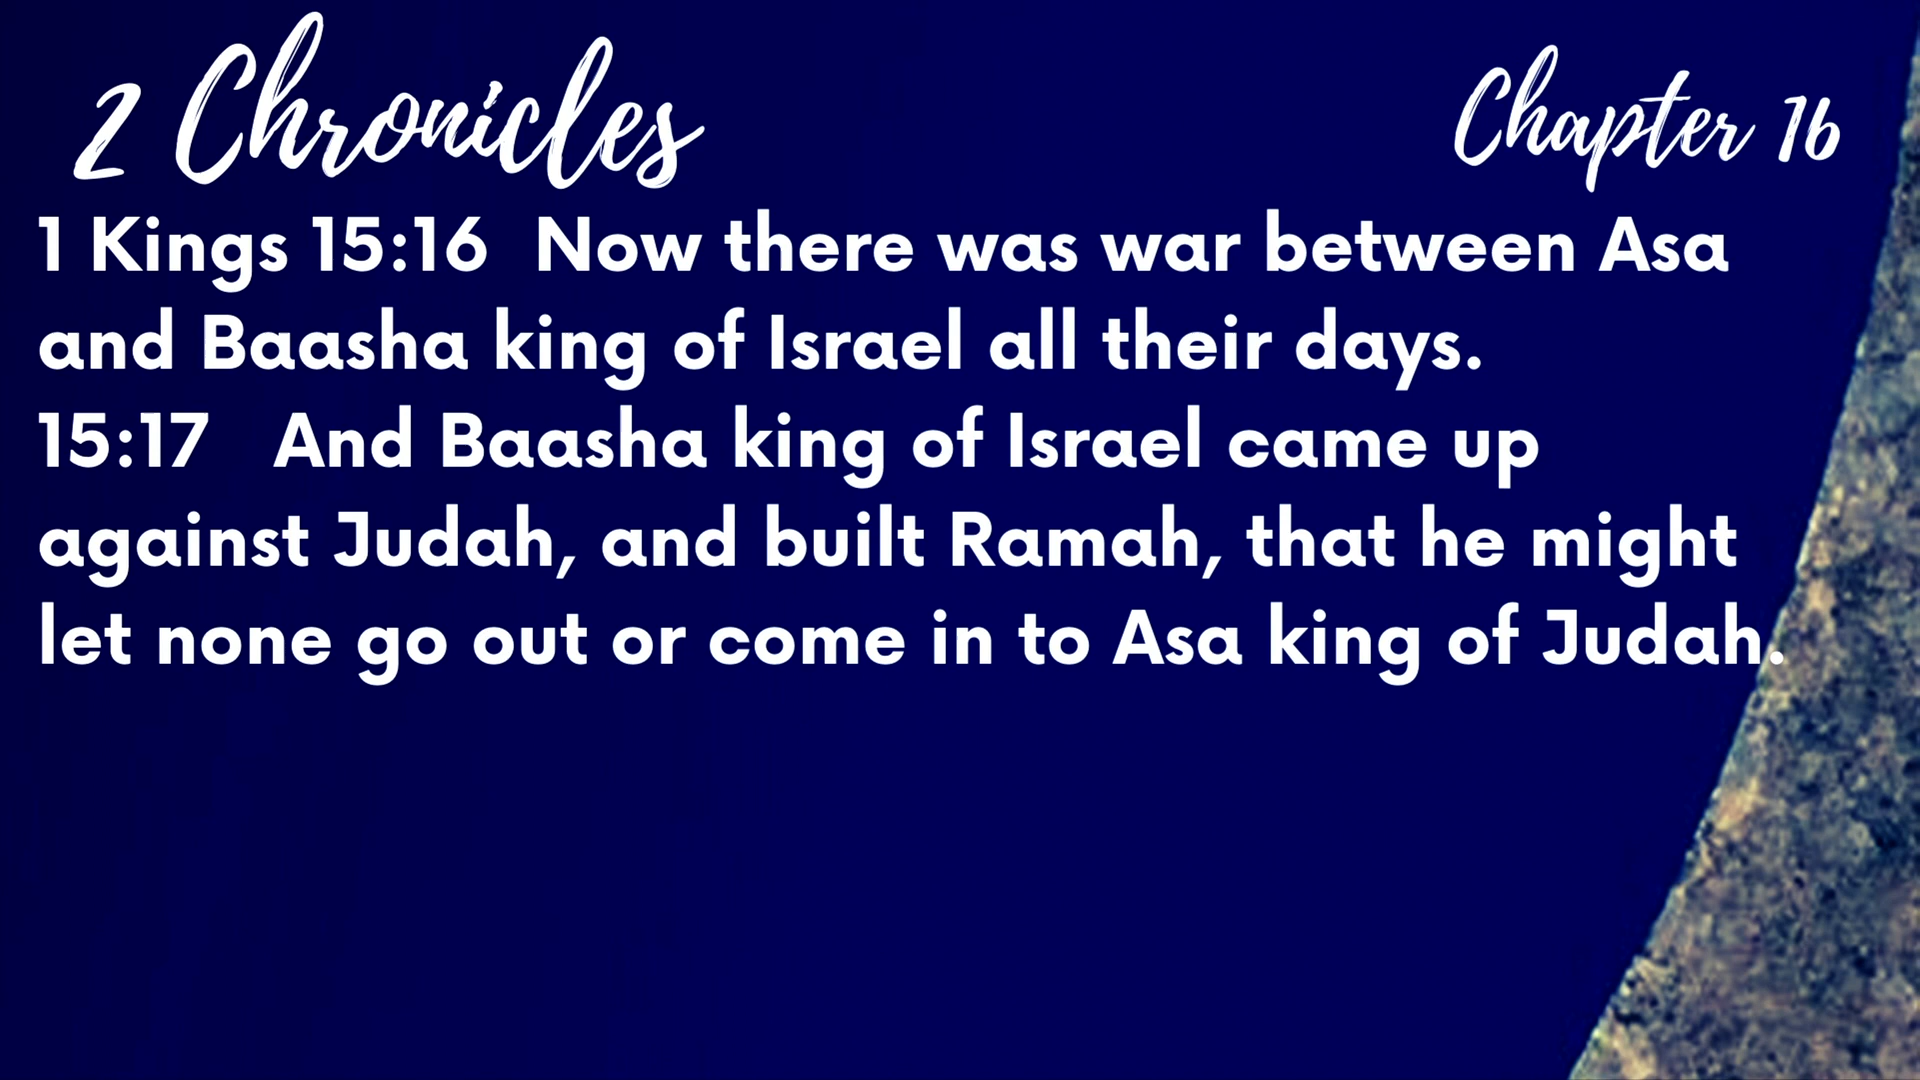 2 Chronicles
Chapter 16
1 Kings 15:16  Now there was war between Asa
and Baasha king of Israel all their days.
15:17   And Baasha king of Israel came up
against Judah, and built Ramah, that he might
let none go out or come in to Asa king of Judah.